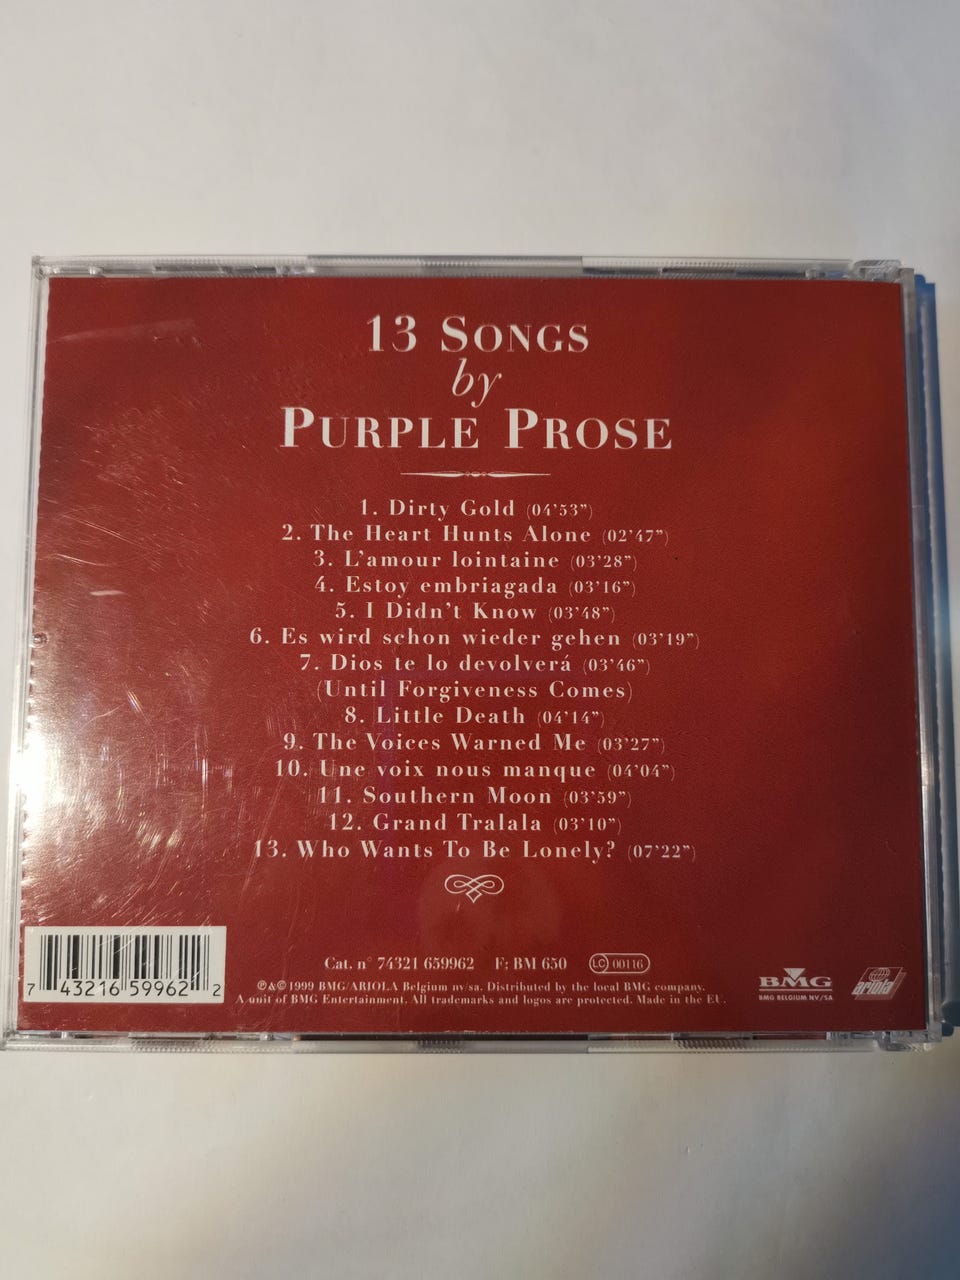 13 SONGS
by
PURPLE PROSE
1. Dirty Gold (04'53")
2. The Heart Hunts Alone (02'47")
3. L'amour lointaine (03'28")
4. Estoy embriagada (03'16")
5. I Didn't Know (03'48")
6. Es wird schon wieder gehen (03'19")
7. Dios te lo devolverá (03'46")
(Until Forgiveness Comes)
8. Little Death (04'14")
9. The Voices Warned Me (03'27")
10. Une voix nous manque (04'04")
11. Southern Moon (03'59")
12. Grand Tralala (03'10")
13. Who Wants To Be Lonely? (07'22")
Cat. n° 74321 659962 F: BM 650 LC 00116
℗&© 1999 BMG/ARIOLA Belgium nv/sa. Distributed by the local BMG company.
A unit of BMG Entertainment. All trademarks and logos are protected. Made in the EU.
7 43216 59962 2
BMG
BMG BELGIUM NV/SA
ariola